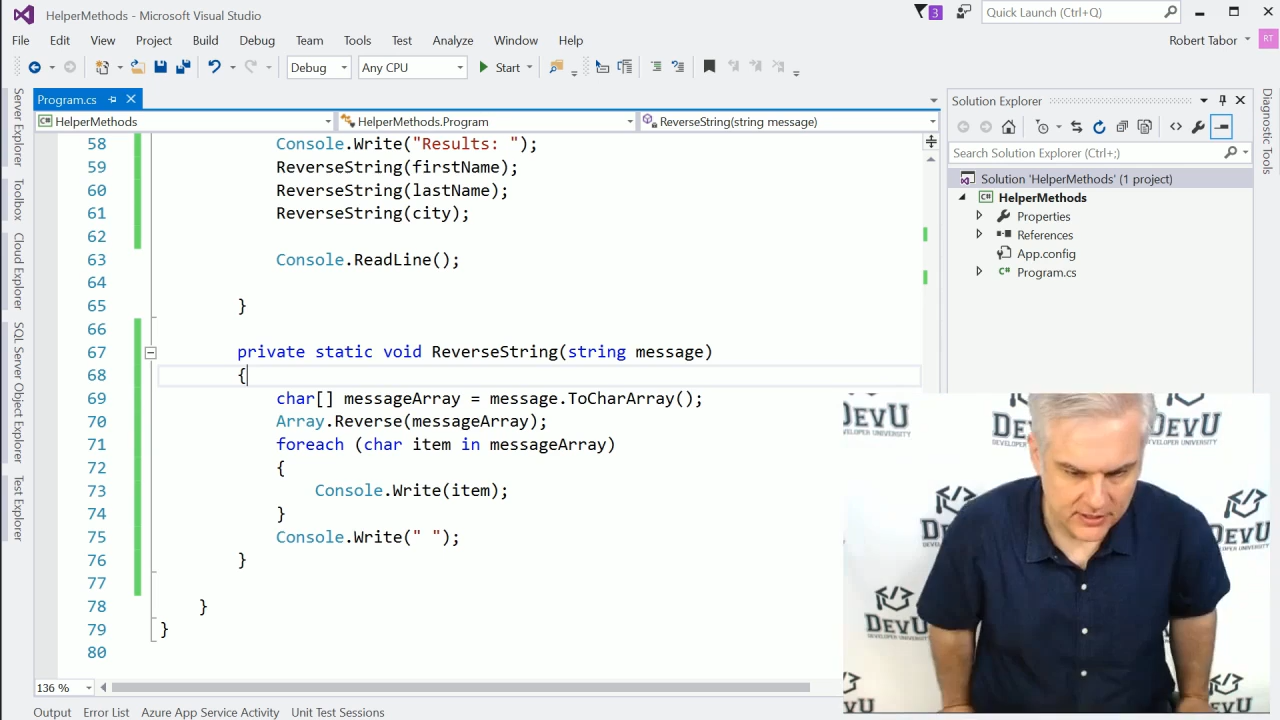 HelperMethods - Microsoft Visual Studio
3
Quick Launch (Ctrl+Q)
File Edit View Project Build Debug Team Tools Test Analyze Window Help
Robert Tabor
RT
Debug Any CPU Start
Program.cs
HelperMethods HelperMethods.Program ReverseString(string message)
58 Console.Write("Results: ");
59 ReverseString(firstName);
60 ReverseString(lastName);
61 ReverseString(city);
62
63 Console.ReadLine();
64
65 }
66
67 private static void ReverseString(string message)
68 {
69 char[] messageArray = message.ToCharArray();
70 Array.Reverse(messageArray);
71 foreach (char item in messageArray)
72 {
73 Console.Write(item);
74 }
75 Console.Write(" ");
76 }
77
78 }
79 }
80
136 %
Output Error List Azure App Service Activity Unit Test Sessions
Server Explorer
Toolbox
Cloud Explorer
SQL Server Object Explorer
Test Explorer
Solution Explorer
Search Solution Explorer (Ctrl+;)
Solution 'HelperMethods' (1 project)
C# HelperMethods
Properties
References
App.config
C# Program.cs
Diagnostic Tools
DEVU
DEVELOPER UNIVERSITY
DEVU
DEVU
DEVELOPER UNIVERSITY